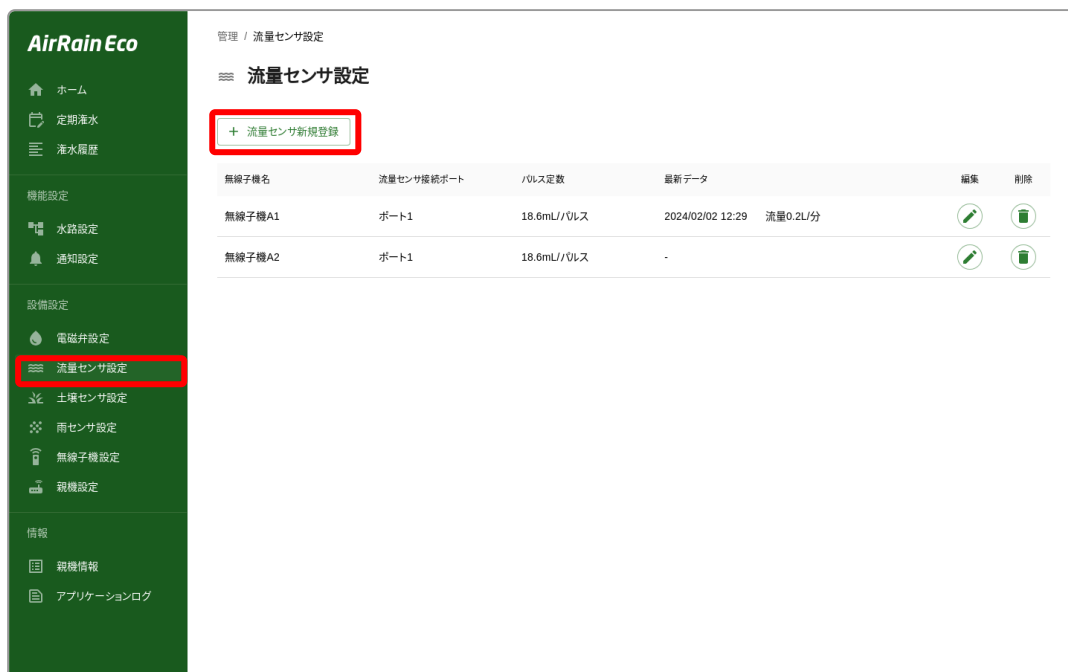 AirRain Eco
ホーム
定期潅水
潅水履歴
機能設定
水路設定
通知設定
設備設定
電磁弁設定
流量センサ設定
土壌センサ設定
雨センサ設定
無線子機設定
親機設定
情報
親機情報
アプリケーションログ
管理 / 流量センサ設定
流量センサ設定
+ 流量センサ新規登録
無線子機名 流量センサ接続ポート パルス定数 最新データ 編集 削除
無線子機A1 ポート1 18.6mL/パルス 2024/02/02 12:29 流量0.2L/分
無線子機A2 ポート1 18.6mL/パルス -